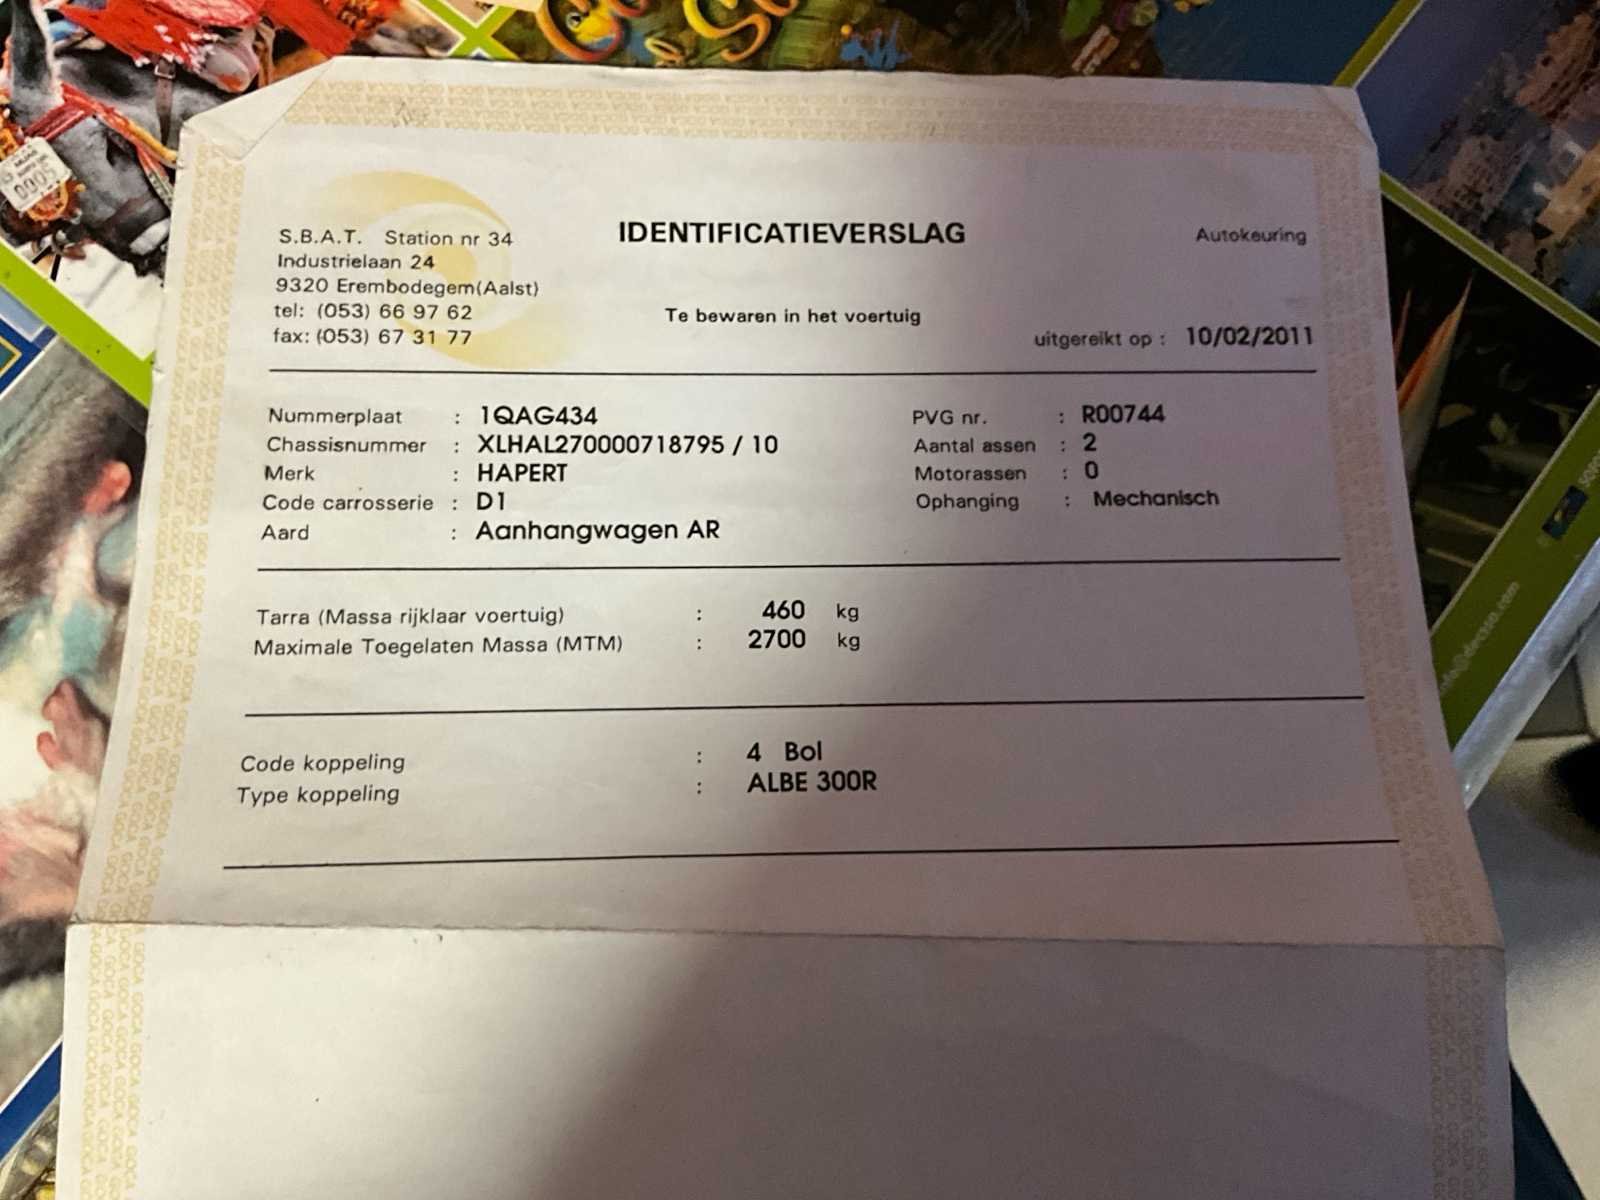 S.B.A.T. Station nr 34
Industrielaan 24
9320 Erembodegem(Aalst)
tel: (053) 66 97 62
fax: (053) 67 31 77
IDENTIFICATIEVERSLAG
Te bewaren in het voertuig
Autokeuring
uitgereikt op : 10/02/2011
Nummerplaat : 1QAG434
Chassisnummer : XLHAL270000718795 / 10
Merk : HAPERT
Code carrosserie : D1
Aard : Aanhangwagen AR
PVG nr. : R00744
Aantal assen : 2
Motorassen : 0
Ophanging : Mechanisch
Tarra (Massa rijklaar voertuig) : 460 kg
Maximale Toegelaten Massa (MTM) : 2700 kg
Code koppeling : 4 Bol
Type koppeling : ALBE 300R